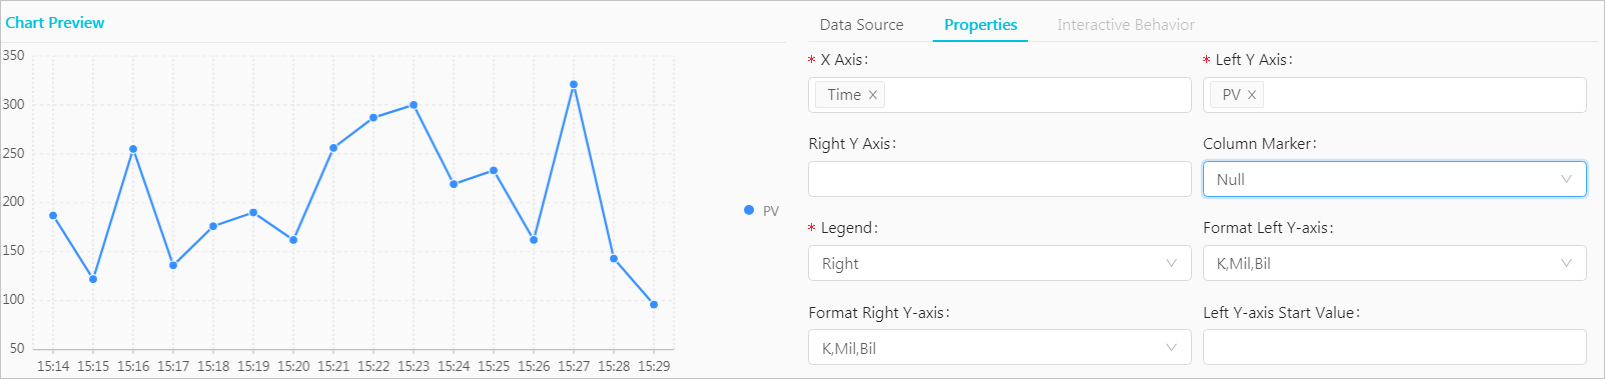 Chart Preview
350
300
250
200
150
100
50
15:14 15:15 15:16 15:17 15:18 15:19 15:20 15:21 15:22 15:23 15:24 15:25 15:26 15:27 15:28 15:29
PV
Data Source Properties Interactive Behavior
* X Axis:
Time ×
* Left Y Axis:
PV ×
Right Y Axis:
Column Marker:
Null
* Legend:
Right
Format Left Y-axis:
K,Mil,Bil
Format Right Y-axis:
K,Mil,Bil
Left Y-axis Start Value: